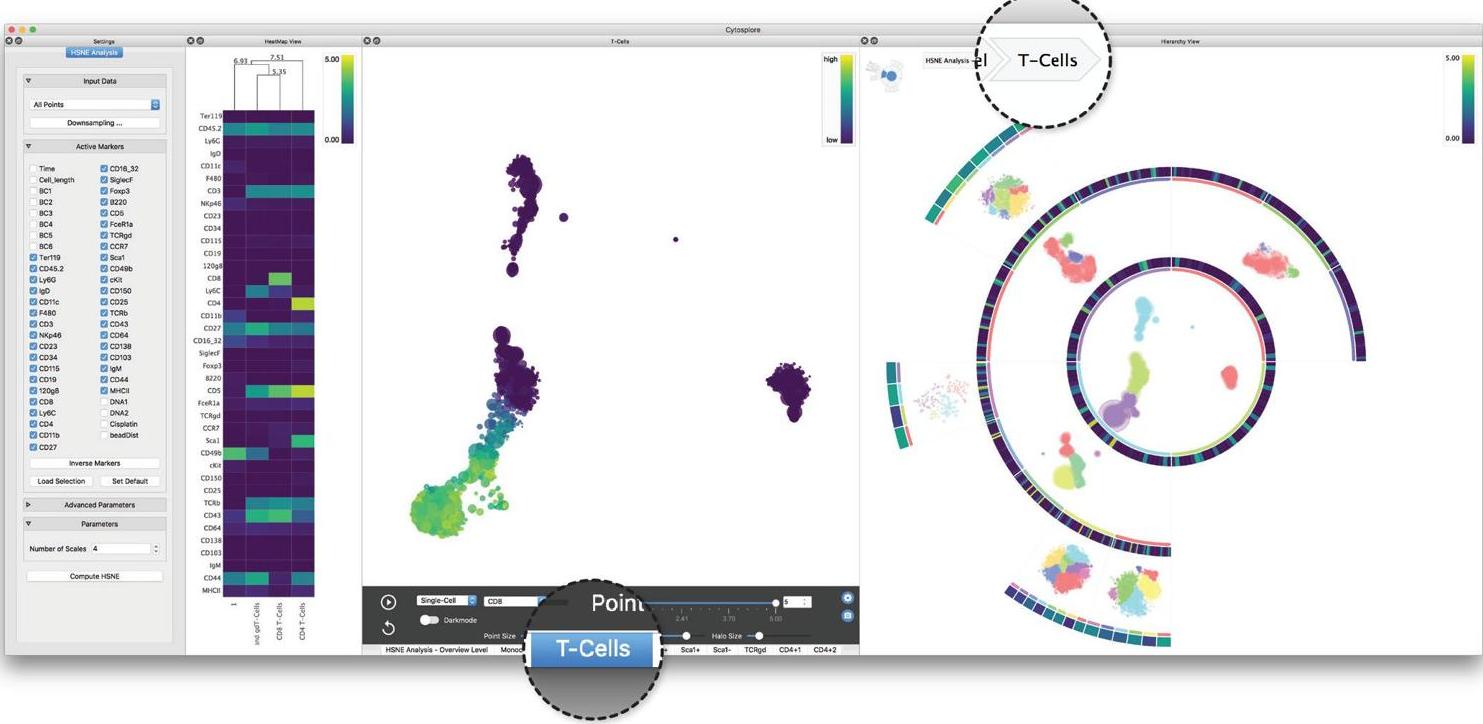 Cytosplore
Settings
HSNE Analysis
Input Data
All Points
Downsampling ...
Active Markers
Time
Cell_length
BC1
BC2
BC3
BC4
BC5
BC6
Ter119
CD45.2
Ly6G
IgD
CD11c
F480
CD3
NKp46
CD23
CD34
CD115
CD19
120g8
CD8
Ly6C
CD4
CD11b
CD27
CD16_32
SiglecF
Foxp3
B220
CD5
FceR1a
TCRgd
CCR7
Sca1
CD49b
cKit
CD150
CD25
TCRb
CD43
CD64
CD138
CD103
IgM
CD44
MHCII
DNA1
DNA2
Cisplatin
beadDist
Inverse Markers
Load Selection Set Default
Advanced Parameters
Parameters
Number of Scales 4
Compute HSNE
HeatMap View
7.51
6.93
5.35
5.00
0.00
Ter119
CD45.2
Ly6G
IgD
CD11c
F480
CD3
NKp46
CD23
CD34
CD115
CD19
120g8
CD8
Ly6C
CD4
CD11b
CD27
CD16_32
SiglecF
Foxp3
B220
CD5
FceR1a
TCRgd
CCR7
Sca1
CD49b
cKit
CD150
CD25
TCRb
CD43
CD64
CD138
CD103
IgM
CD44
MHCII
1
nd gdT-Cells
CD8 T-Cells
CD4 T-Cells
T-Cells
high
low
Single-Cell CD8
Darkmode
Point
2.41 3.70 5.00
5
Point Size Halo Size
HSNE Analysis - Overview Level Monoc
T-Cells
+ Sca1+ Sca1- TCRgd CD4+1 CD4+2
Hierarchy View
HSNE Analysis - el T-Cells
5.00
0.00